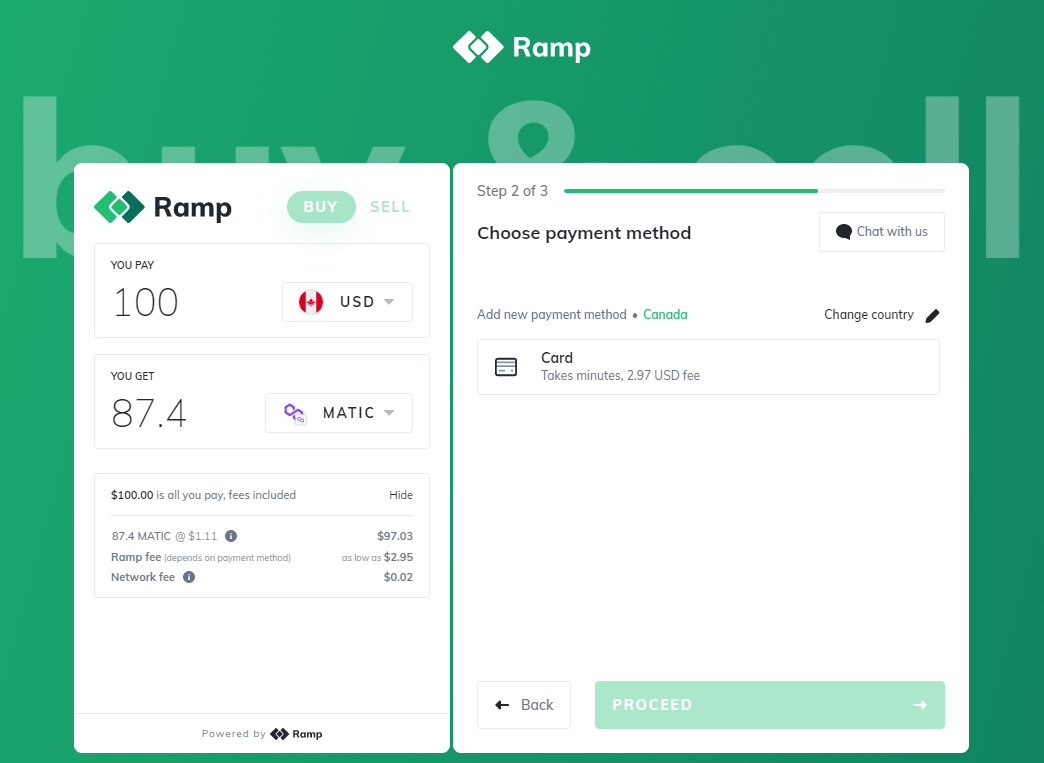 Ramp
buy & sell
Ramp
BUY
SELL
YOU PAY
100
USD
YOU GET
87.4
MATIC
$100.00 is all you pay, fees included
Hide
87.4 MATIC @ $1.11
$97.03
Ramp fee (depends on payment method)
as low as $2.95
Network fee
$0.02
Powered by Ramp
Step 2 of 3
Choose payment method
Chat with us
Add new payment method • Canada
Change country
Card
Takes minutes, 2.97 USD fee
Back
PROCEED